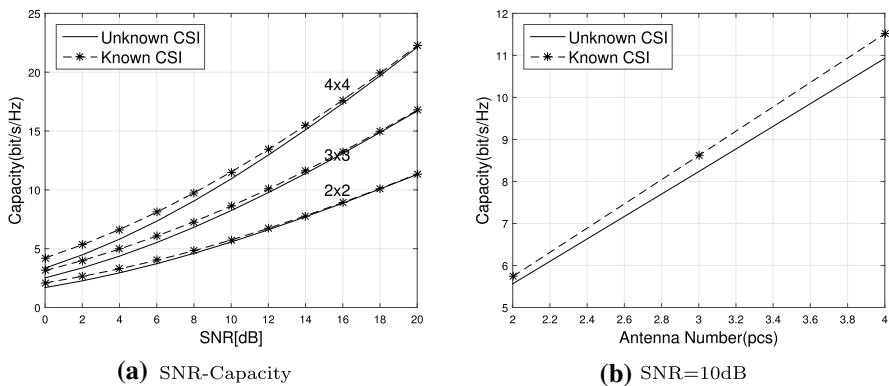 25
20
15
10
5
0
Capacity(bit/s/Hz)
Unknown CSI
Known CSI
4x4
3x3
2x2
0 2 4 6 8 10 12 14 16 18 20
SNR[dB]
(a) SNR-Capacity
12
11
10
9
8
7
6
5
Capacity(bit/s/Hz)
Unknown CSI
Known CSI
2 2.2 2.4 2.6 2.8 3 3.2 3.4 3.6 3.8 4
Antenna Number(pcs)
(b) SNR=10dB